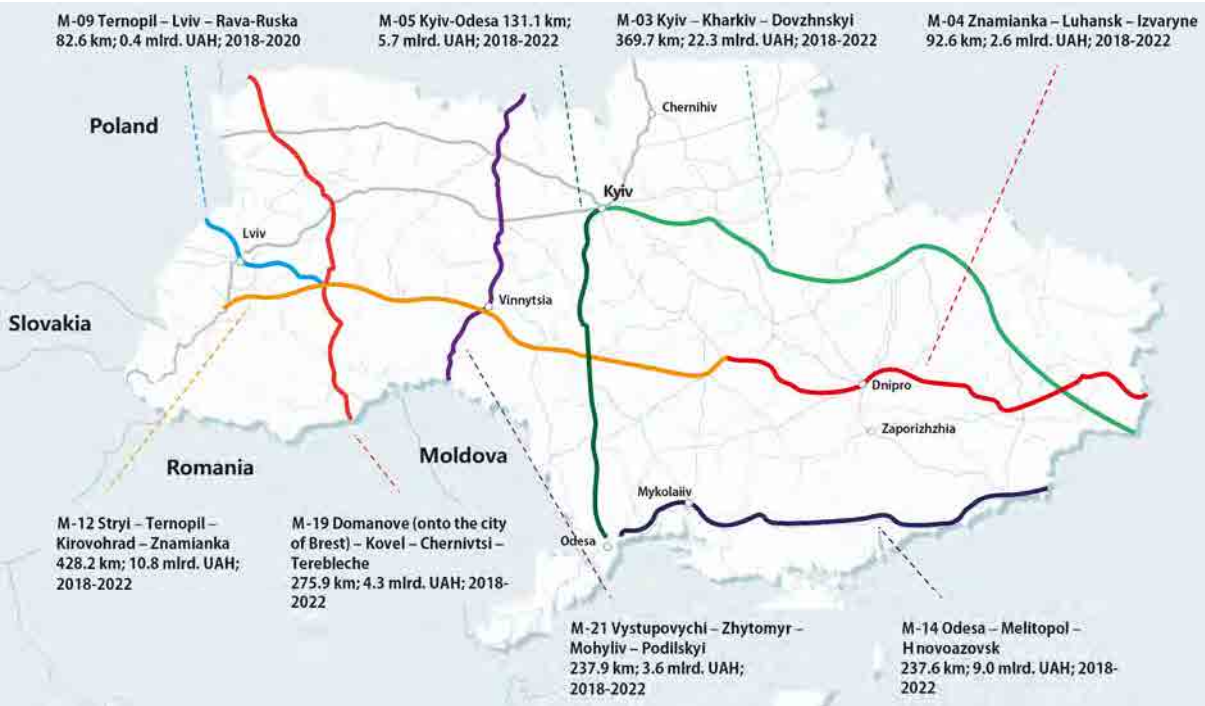 M-09 Ternopil – Lviv – Rava-Ruska
82.6 km; 0.4 mlrd. UAH; 2018-2020
M-05 Kyiv-Odesa 131.1 km;
5.7 mlrd. UAH; 2018-2022
M-03 Kyiv – Kharkiv – Dovzhnskyi
369.7 km; 22.3 mlrd. UAH; 2018-2022
M-04 Znamianka – Luhansk – Izvaryne
92.6 km; 2.6 mlrd. UAH; 2018-2022
Poland
Chernihiv
Kyiv
Lviv
Slovakia
Vinnytsia
Dnipro
Zaporizhzhia
Moldova
Romania
Mykolaiiv
Odesa
M-12 Stryi – Ternopil –
Kirovohrad – Znamianka
428.2 km; 10.8 mlrd. UAH;
2018-2022
M-19 Domanove (onto the city
of Brest) – Kovel – Chernivtsi –
Terebleche
275.9 km; 4.3 mlrd. UAH; 2018-
2022
M-21 Vystupovychi – Zhytomyr –
Mohyliv – Podilskyi
237.9 km; 3.6 mlrd. UAH;
2018-2022
M-14 Odesa – Melitopol –
Hnovoazovsk
237.6 km; 9.0 mlrd. UAH; 2018-
2022